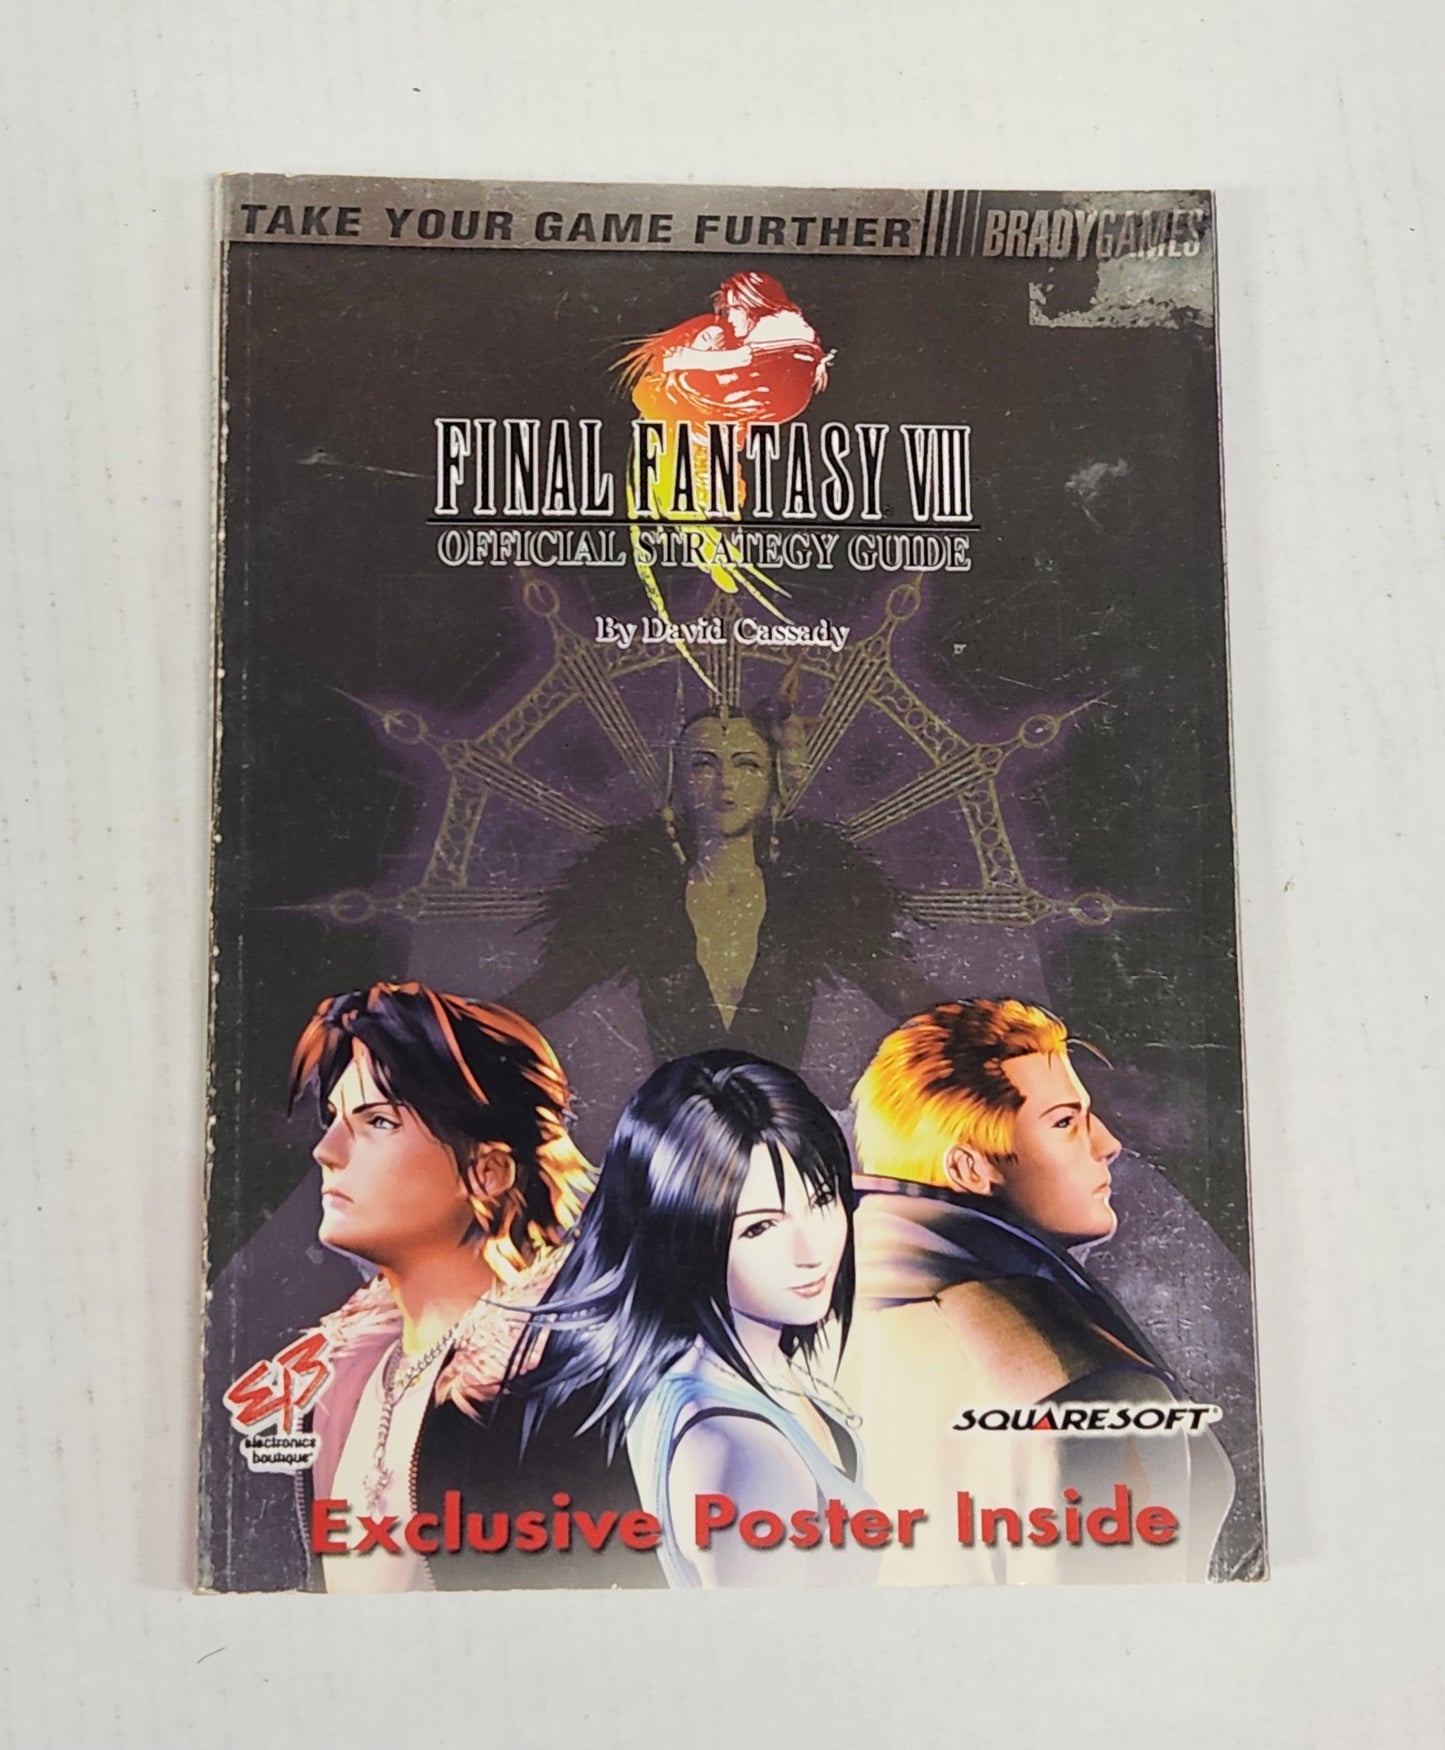 TAKE YOUR GAME FURTHER™ BRADYGAMES
FINAL FANTASY VIII
OFFICIAL STRATEGY GUIDE
By David Cassady
EB
electronics
boutique®
SQUARESOFT®
Exclusive Poster Inside